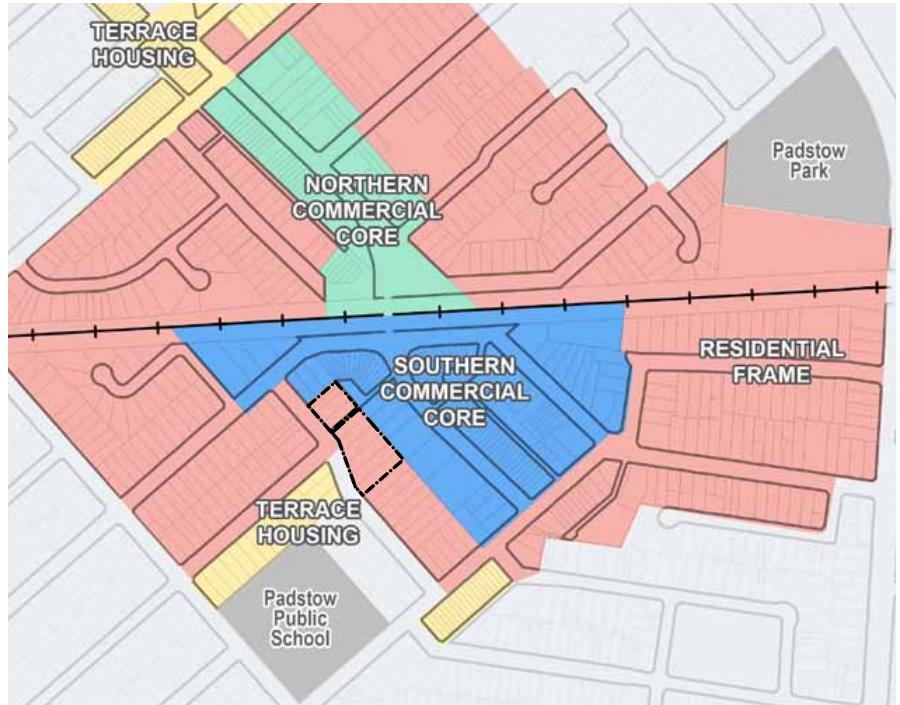 TERRACE
HOUSING
Padstow
Park
NORTHERN
COMMERCIAL
CORE
RESIDENTIAL
FRAME
SOUTHERN
COMMERCIAL
CORE
TERRACE
HOUSING
Padstow
Public
School